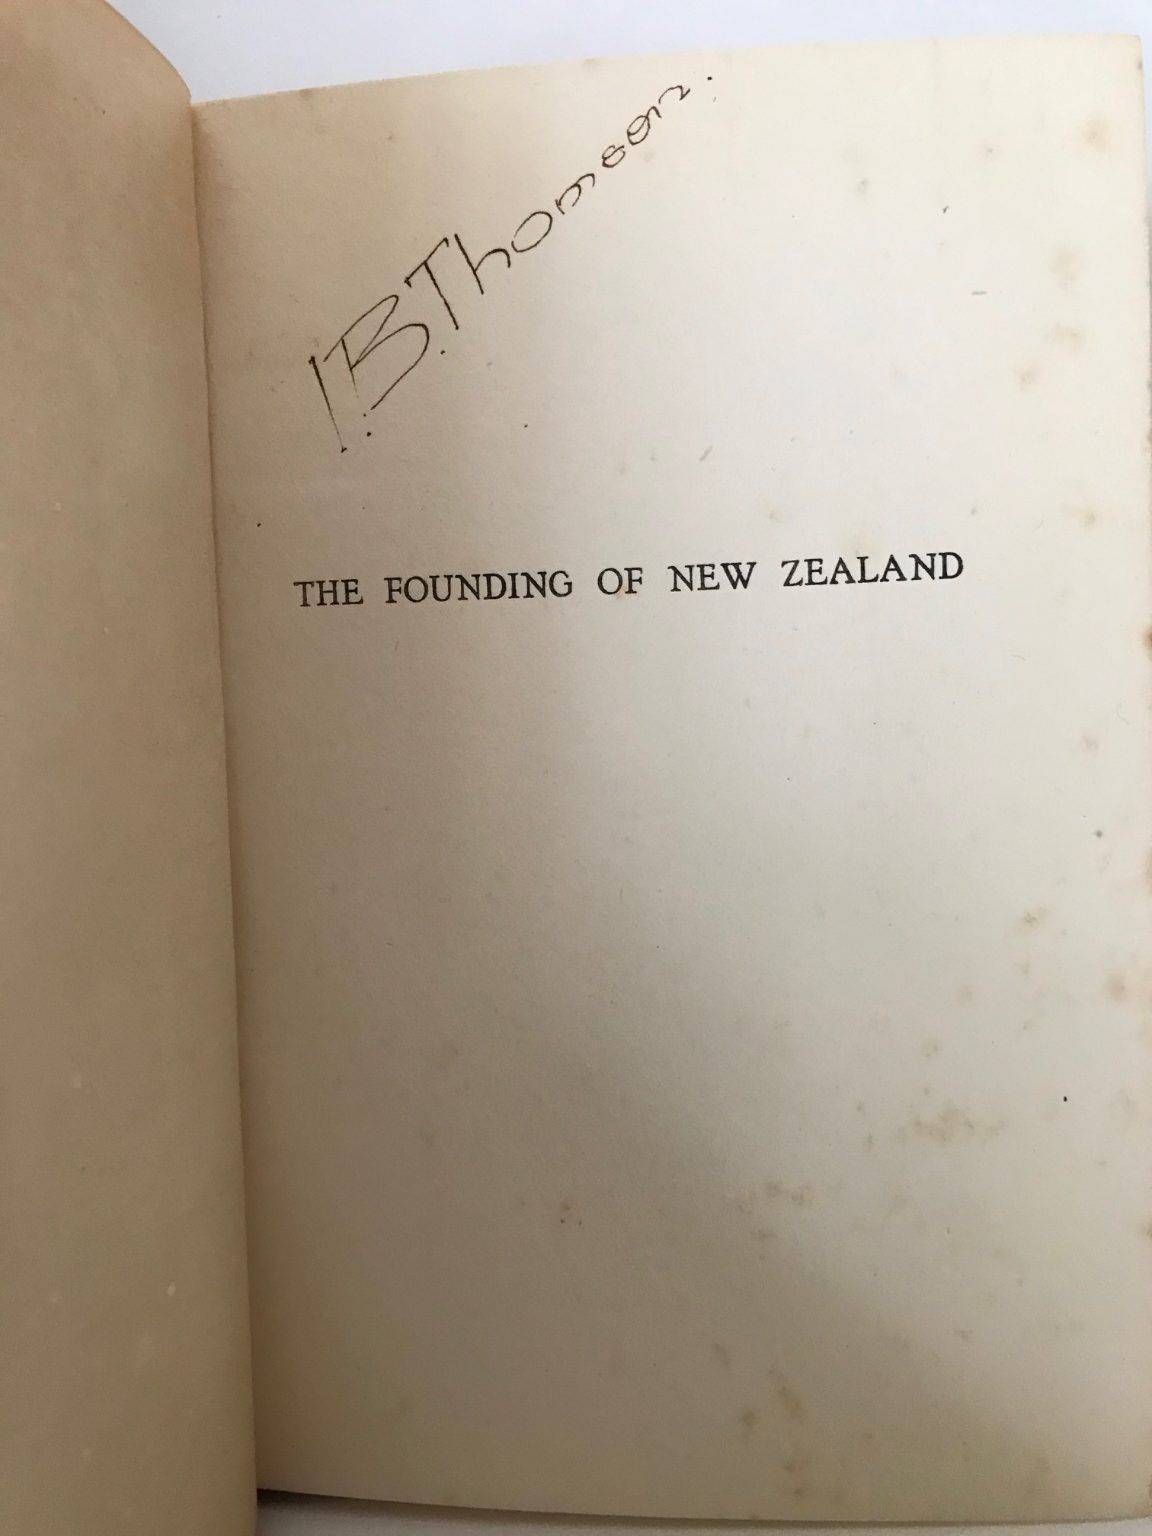 I.B.Thomson.
THE FOUNDING OF NEW ZEALAND